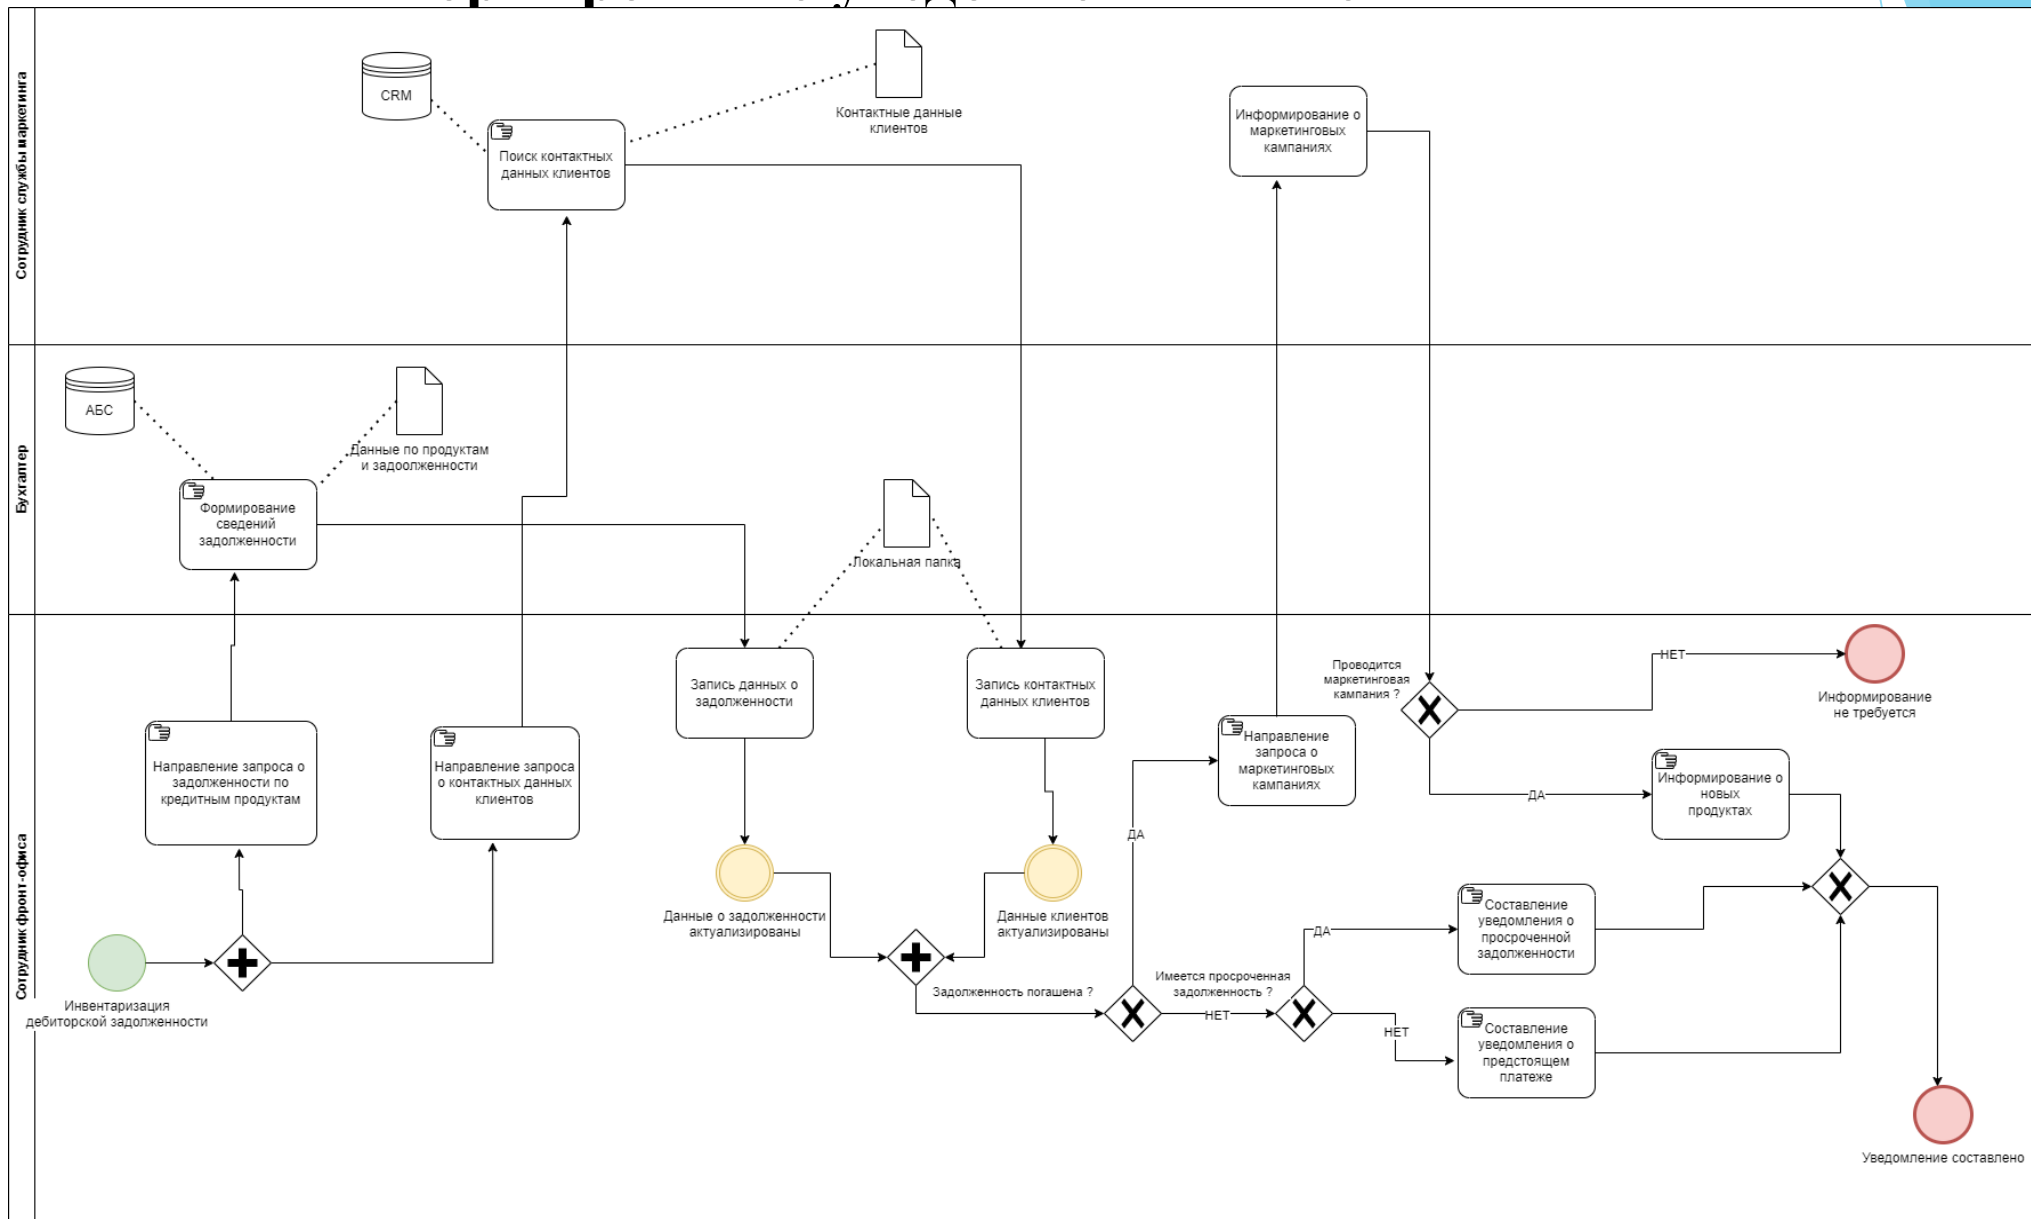 Сотрудник службы маркетинга
CRM
Контактные данные
клиентов
Поиск контактных
данных клиентов
Информирование о
маркетинговых
кампаниях
Бухгалтер
АБС
Данные по продуктам
и задоолженности
Формирование
сведений
задолженности
Локальная папка
Сотрудник фронт-офиса
Запись данных о
задолженности
Запись контактных
данных клиентов
Проводится
маркетинговая
кампания ?
НЕТ
Информирование
не требуется
Направление запроса о
задолженности по
кредитным продуктам
Направление запроса
о контактных данных
клиентов
Направление
запроса о
маркетинговых
кампаниях
ДА
Информирование о
новых
продуктах
ДА
Данные о задолженности
актуализированы
Данные клиентов
актуализированы
Инвентаризация
дебиторской задолженности
Задолженность погашена ?
Имеется просроченная
задолженность ?
НЕТ
ДА
Составление
уведомления о
просроченной
задолженности
НЕТ
Составление
уведомления о
предстоящем
платеже
Уведомление составлено